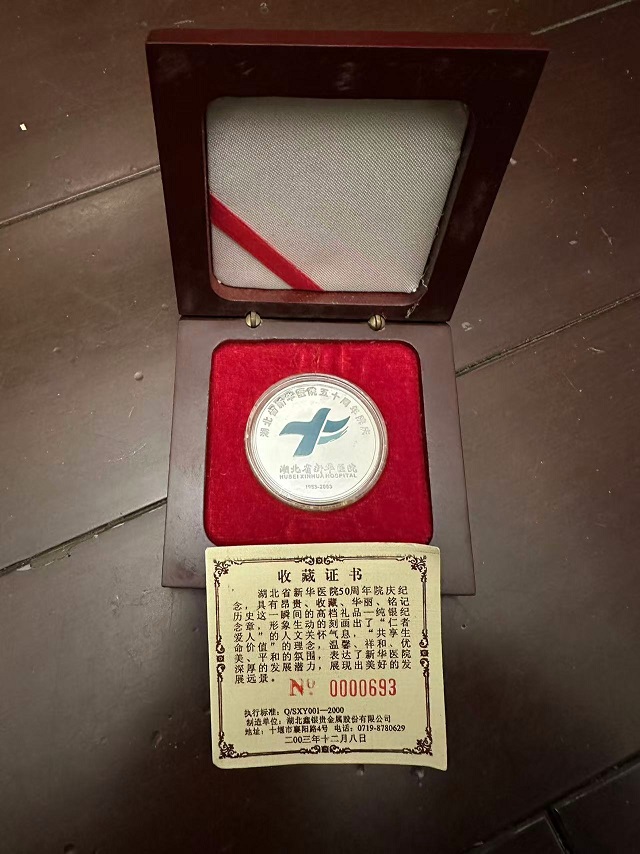 湖北省新华医院五十周年院庆
湖北省新华医院
HUBEI XINHUA HOSPITAL
1953-2003
收藏证书
湖北省新华医院50周年院庆纪
念，具有昂贵、收藏、华丽、铭记
历史这一瞬间的高档礼品—纯银纪
念章，形象生动的刻画出了“仁者
爱人”的人文关怀气息，“共享生
命价值”的理念，温馨、祥和、优
美、平和的氛围，表达了新华医院
深厚的发展潜力，展现出美好的发
展远景。
Nº 0000693
执行标准：Q/SXY001—2000
制造单位：湖北鑫银贵金属股份有限公司
地址：十堰市襄阳路4号 电话：0719-8780629
二00三年十二月八日